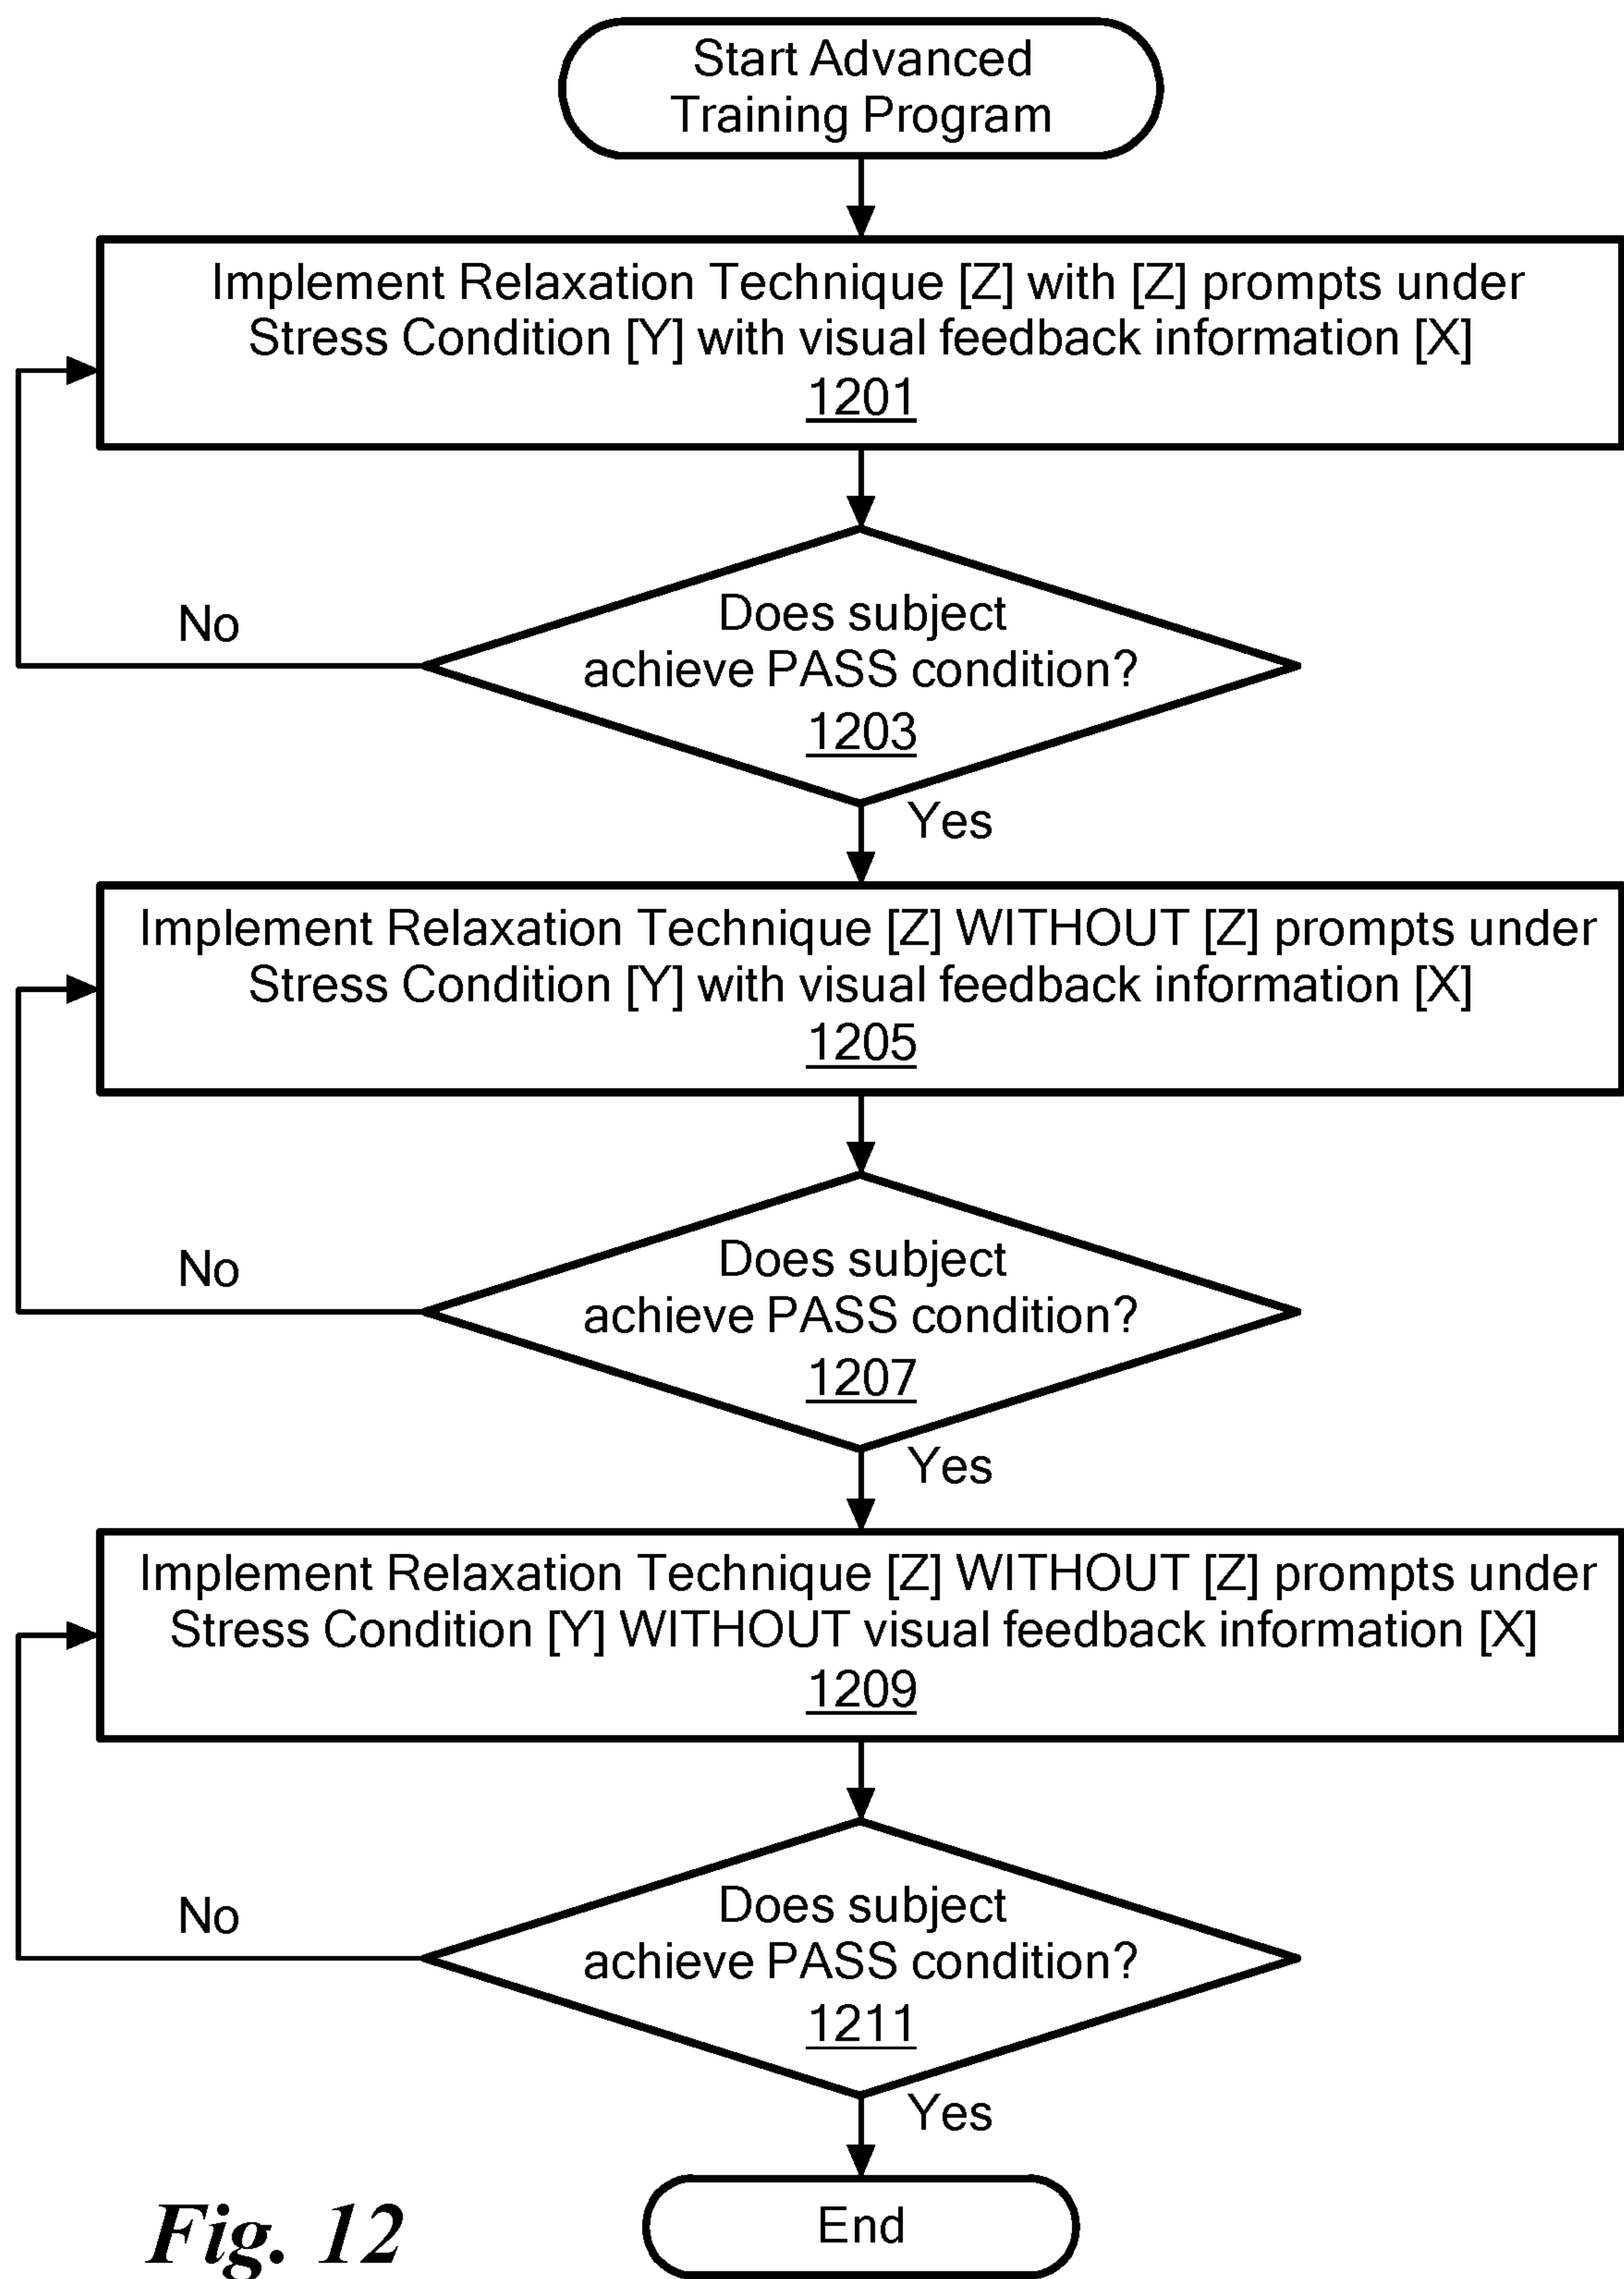 Start Advanced
Training Program
Implement Relaxation Technique [Z] with [Z] prompts under
Stress Condition [Y] with visual feedback information [X]
1201
Does subject
achieve PASS condition?
1203
No
Yes
Implement Relaxation Technique [Z] WITHOUT [Z] prompts under
Stress Condition [Y] with visual feedback information [X]
1205
Does subject
achieve PASS condition?
1207
No
Yes
Implement Relaxation Technique [Z] WITHOUT [Z] prompts under
Stress Condition [Y] WITHOUT visual feedback information [X]
1209
Does subject
achieve PASS condition?
1211
No
Yes
End
Fig. 12